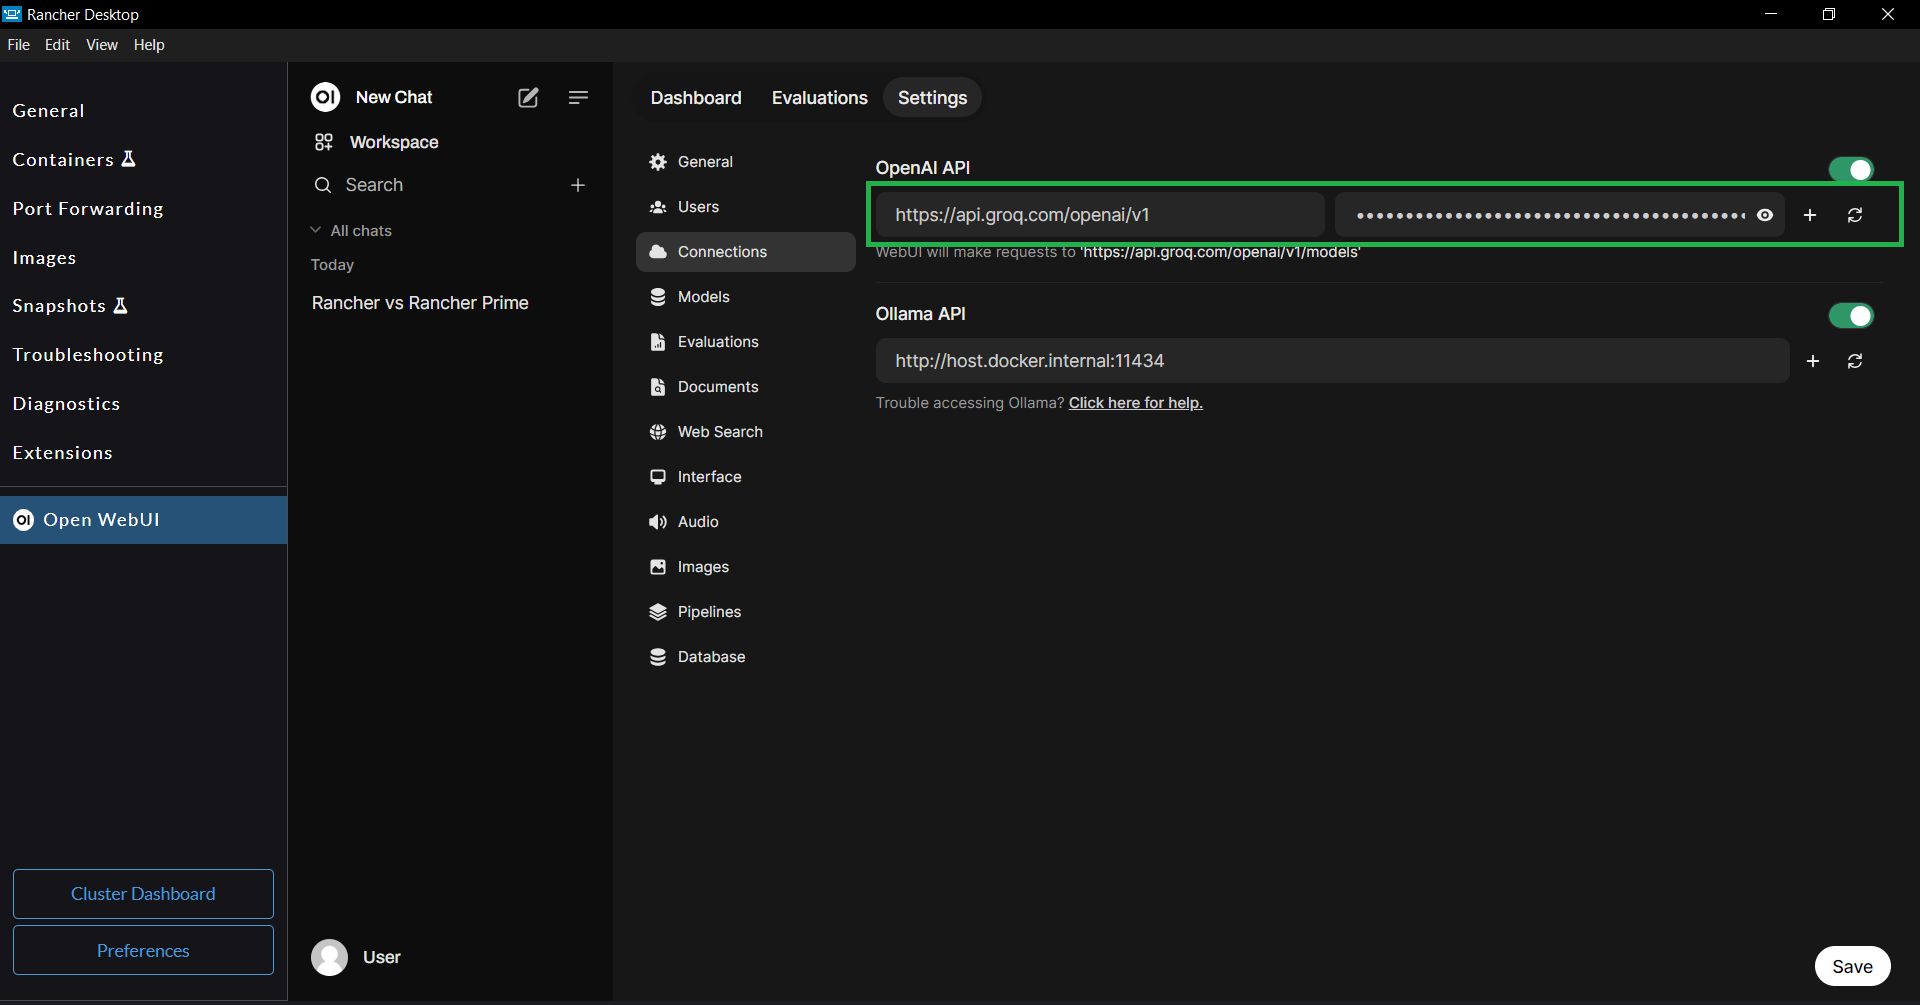 Rancher Desktop
File Edit View Help
General
Containers
Port Forwarding
Images
Snapshots
Troubleshooting
Diagnostics
Extensions
OI Open WebUI
Cluster Dashboard
Preferences
OI New Chat
Workspace
Search
All chats
Today
Rancher vs Rancher Prime
User
Dashboard Evaluations Settings
General
Users
Connections
Models
Evaluations
Documents
Web Search
Interface
Audio
Images
Pipelines
Database
OpenAI API
https://api.groq.com/openai/v1
WebUI will make requests to 'https://api.groq.com/openai/v1/models'
Ollama API
http://host.docker.internal:11434
Trouble accessing Ollama? Click here for help.
Save